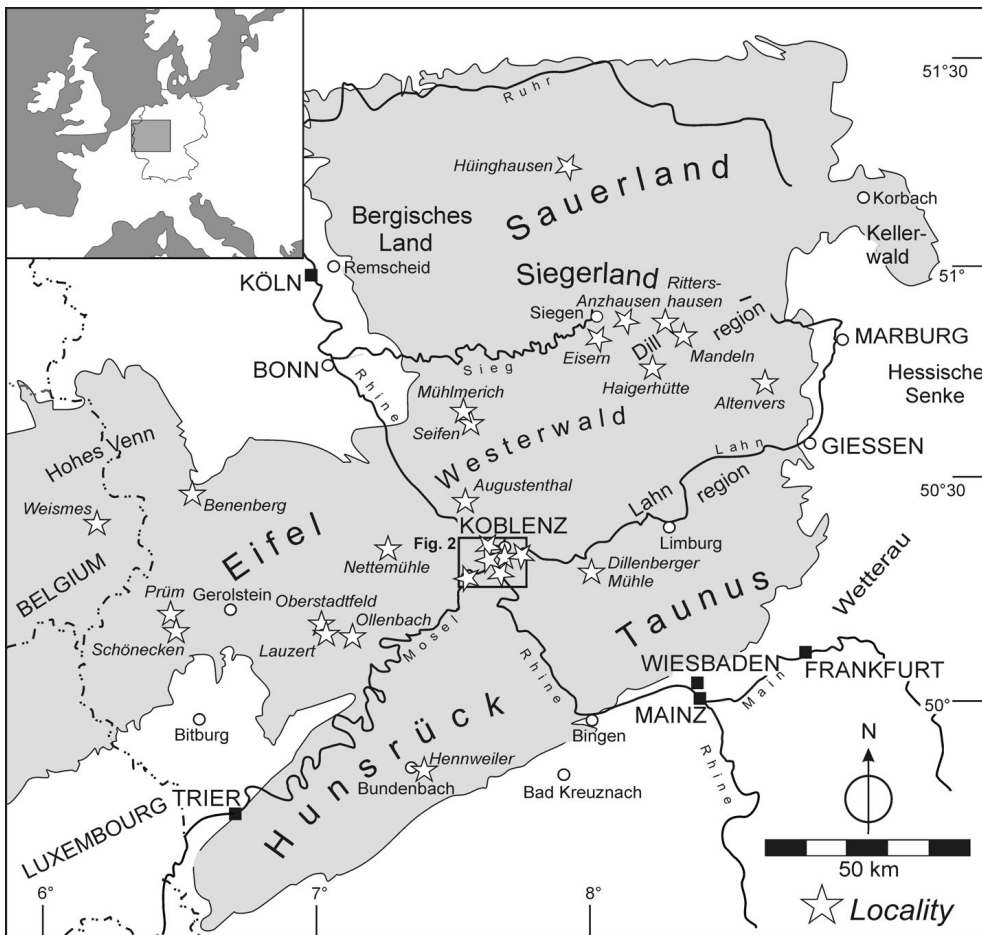 51°30
Ruhr
Hüinghausen
Sauerland
Bergisches
Land
Korbach
Keller-
wald
Remscheid
KÖLN
51°
Siegerland
Ritters-
hausen
Anzhausen
Siegen
Dill
region
MARBURG
Eisern
Mandeln
BONN
Sieg
Rhine
Haigerhütte
Hessische
Senke
Altenvers
Mühlmerich
Seifen
Westerwald
Lahn
GIESSEN
Hohes Venn
Lahn
region
50°30
Benenberg
Augustenthal
Weismes
Eifel
KOBLENZ
Fig. 2
Limburg
Nettemühle
Dillenberger
Mühle
BELGIUM
Taunus
Wetterau
Prüm
Gerolstein
Oberstadtfeld
Ollenbach
Schönecken
Lauzert
Mosel
Rhine
WIESBADEN
FRANKFURT
Main
MAINZ
50°
Bitburg
Bingen
Hunsrück
Hennweiler
Bundenbach
Bad Kreuznach
Rhine
N
LUXEMBOURG
TRIER
50 km
6°
7°
8°
Locality